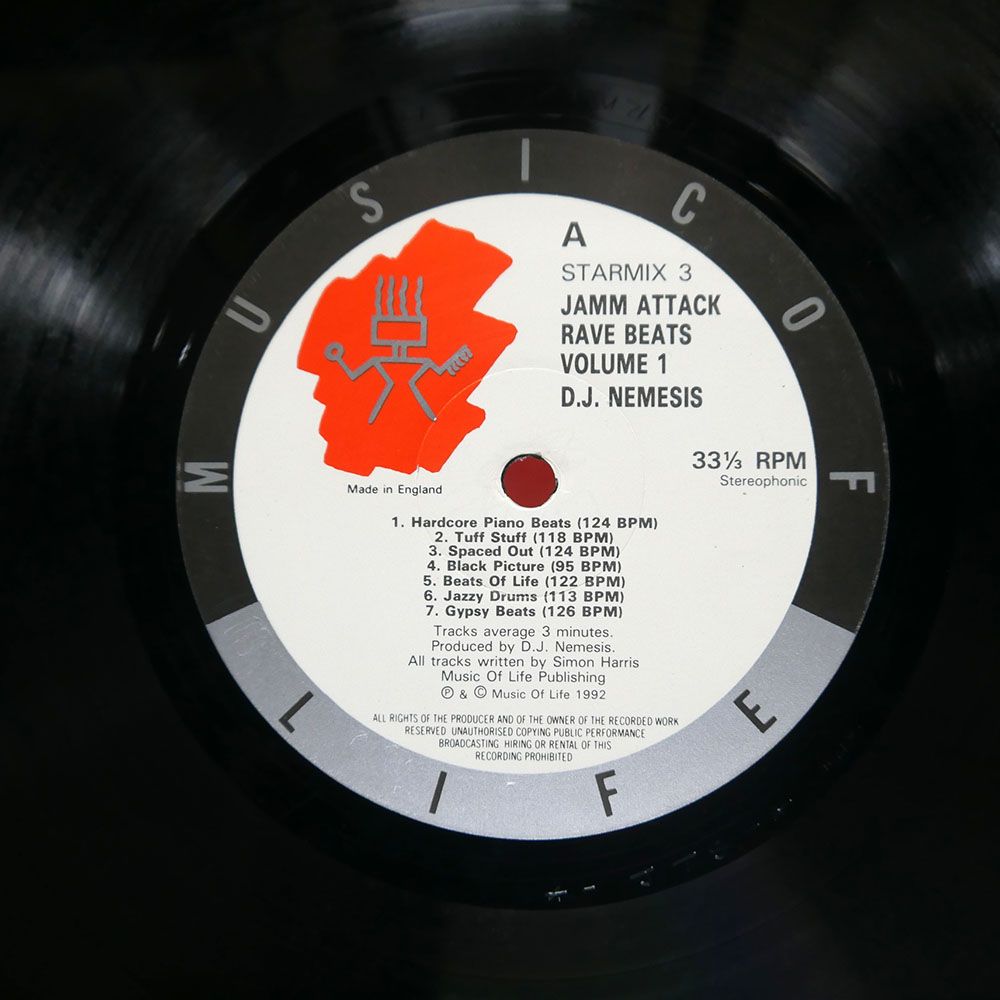 MUSIC OF
LIFE
A
STARMIX 3
JAMM ATTACK
RAVE BEATS
VOLUME 1
D.J. NEMESIS
33⅓ RPM
Stereophonic
Made in England
1. Hardcore Piano Beats (124 BPM)
2. Tuff Stuff (118 BPM)
3. Spaced Out (124 BPM)
4. Black Picture (95 BPM)
5. Beats Of Life (122 BPM)
6. Jazzy Drums (113 BPM)
7. Gypsy Beats (126 BPM)
Tracks average 3 minutes.
Produced by D.J. Nemesis.
All tracks written by Simon Harris
Music Of Life Publishing
℗ & © Music Of Life 1992
ALL RIGHTS OF THE PRODUCER AND OF THE OWNER OF THE RECORDED WORK
RESERVED UNAUTHORISED COPYING PUBLIC PERFORMANCE
BROADCASTING HIRING OR RENTAL OF THIS
RECORDING PROHIBITED